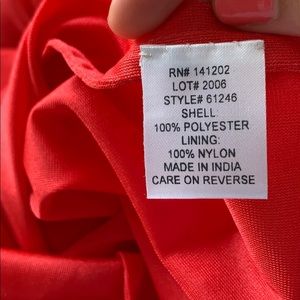 RN# 141202
LOT# 2006
STYLE# 61246
SHELL:
100% POLYESTER
LINING:
100% NYLON
MADE IN INDIA
CARE ON REVERSE